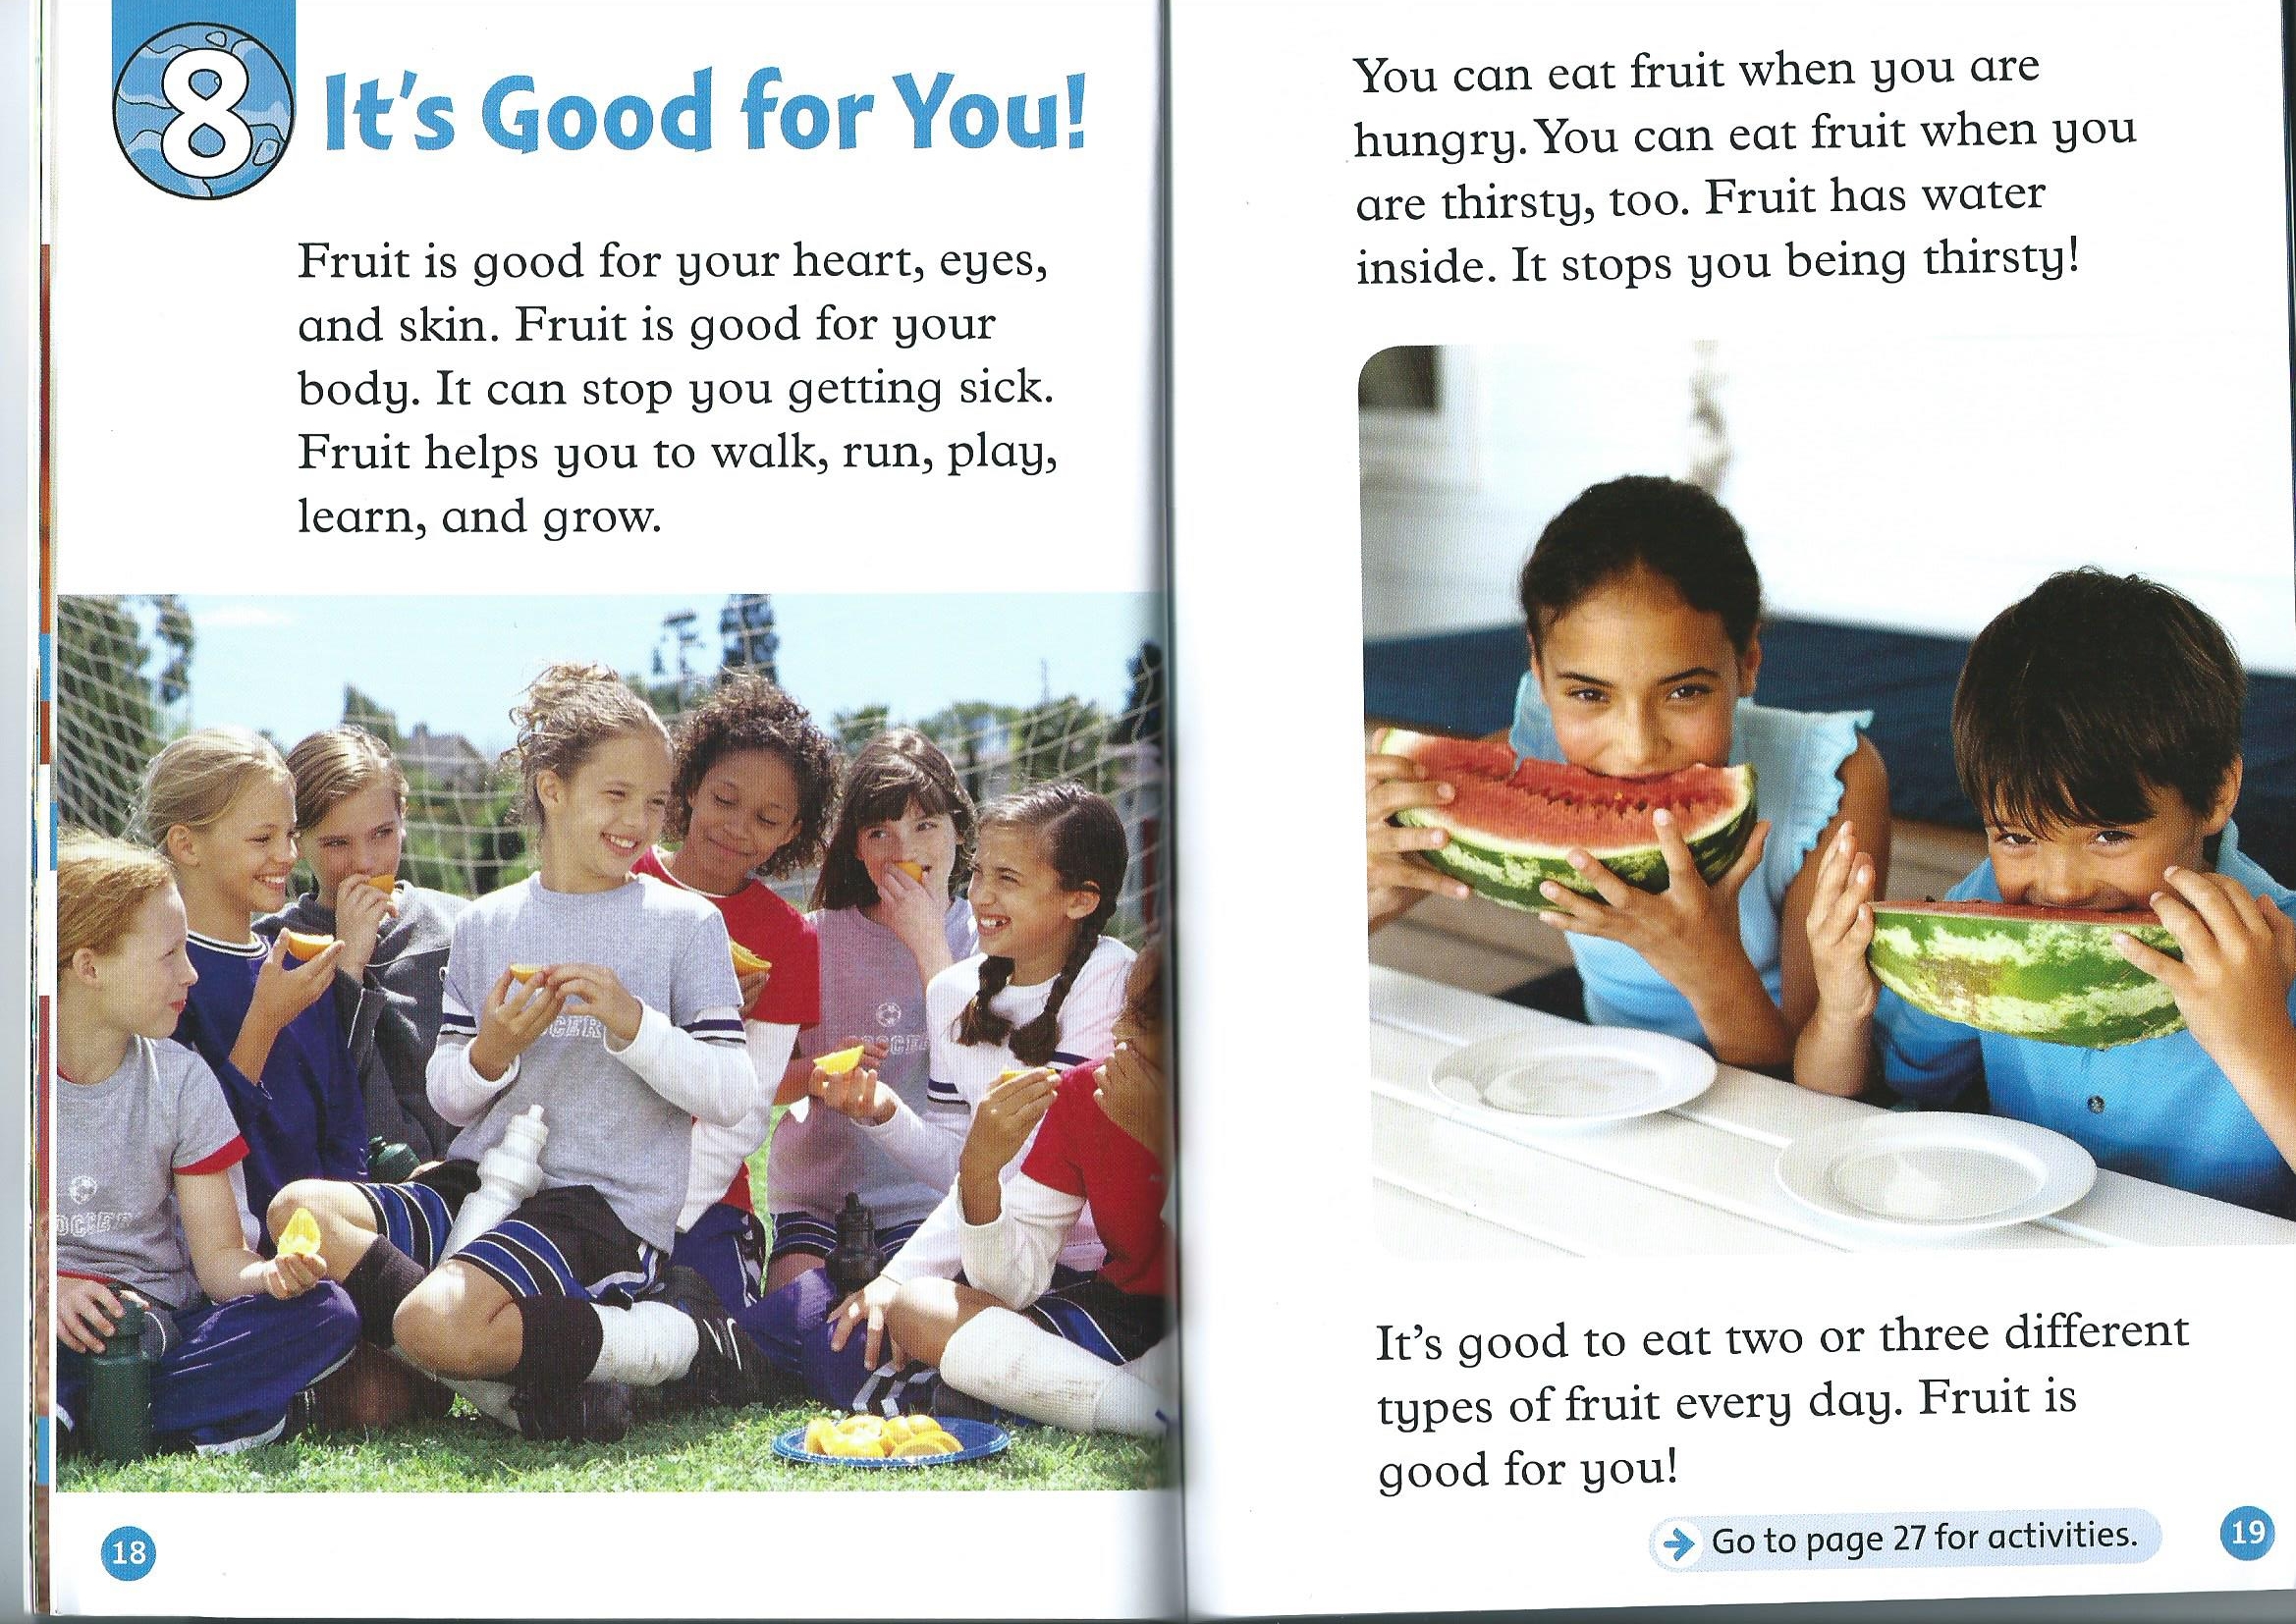 8
It's Good for You!
Fruit is good for your heart, eyes,
and skin. Fruit is good for your
body. It can stop you getting sick.
Fruit helps you to walk, run, play,
learn, and grow.
SOCCER
18
You can eat fruit when you are
hungry. You can eat fruit when you
are thirsty, too. Fruit has water
inside. It stops you being thirsty!
It's good to eat two or three different
types of fruit every day. Fruit is
good for you!
Go to page 27 for activities.
19